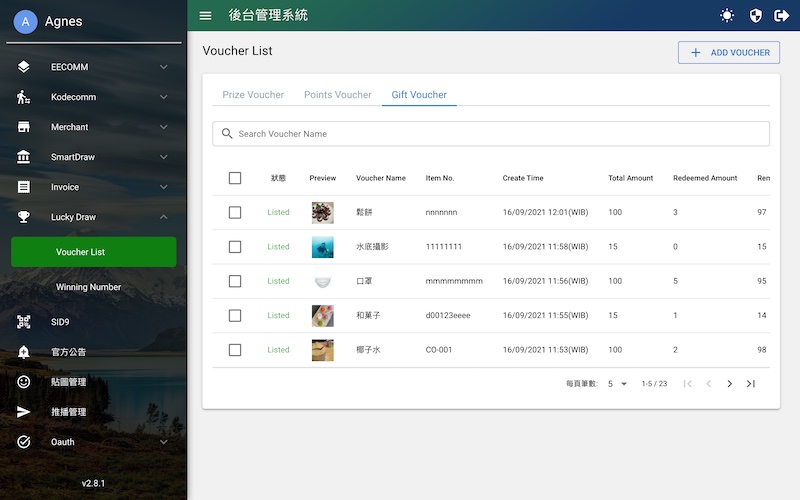 A Agnes
後台管理系統
EECOMM
Kodecomm
Merchant
SmartDraw
Invoice
Lucky Draw
Voucher List
Winning Number
SID9
官方公告
貼圖管理
推播管理
Oauth
v2.8.1
Voucher List
ADD VOUCHER
Prize Voucher Points Voucher Gift Voucher
Search Voucher Name
狀態 Preview Voucher Name Item No. Create Time Total Amount Redeemed Amount Ren
Listed 鬆餅 nnnnnnn 16/09/2021 12:01(WIB) 100 3 97
Listed 水底攝影 11111111 16/09/2021 11:58(WIB) 15 0 15
Listed 口罩 mmmmmmmm 16/09/2021 11:56(WIB) 100 5 95
Listed 和菓子 d00123eeee 16/09/2021 11:55(WIB) 15 1 14
Listed 椰子水 CO-001 16/09/2021 11:53(WIB) 100 2 98
每頁筆數: 5 1-5 / 23